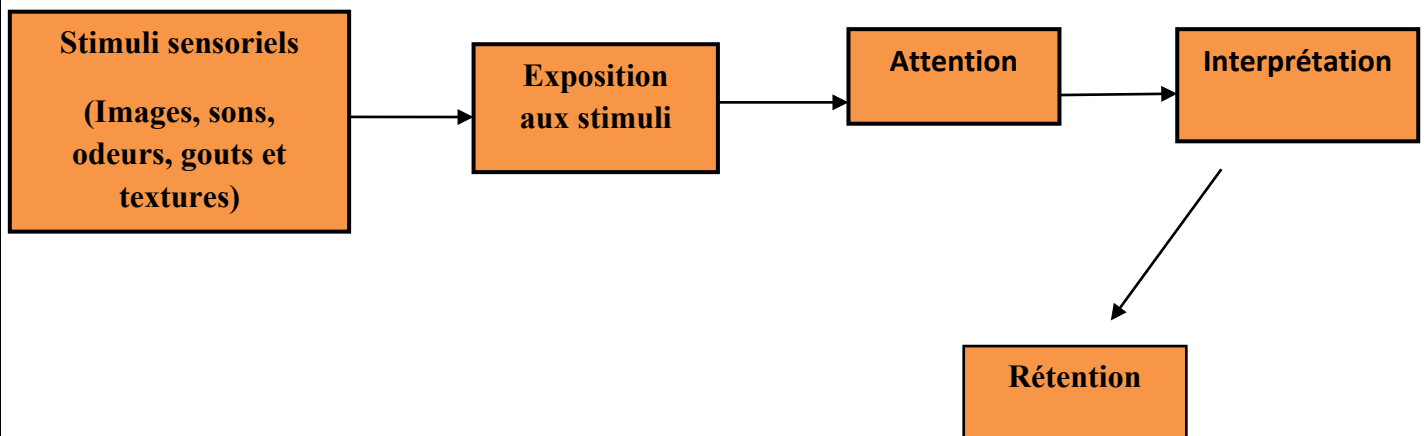 Stimuli sensoriels
(Images, sons,
odeurs, gouts et
textures)
Exposition
aux stimuli
Attention
Interprétation
Rétention